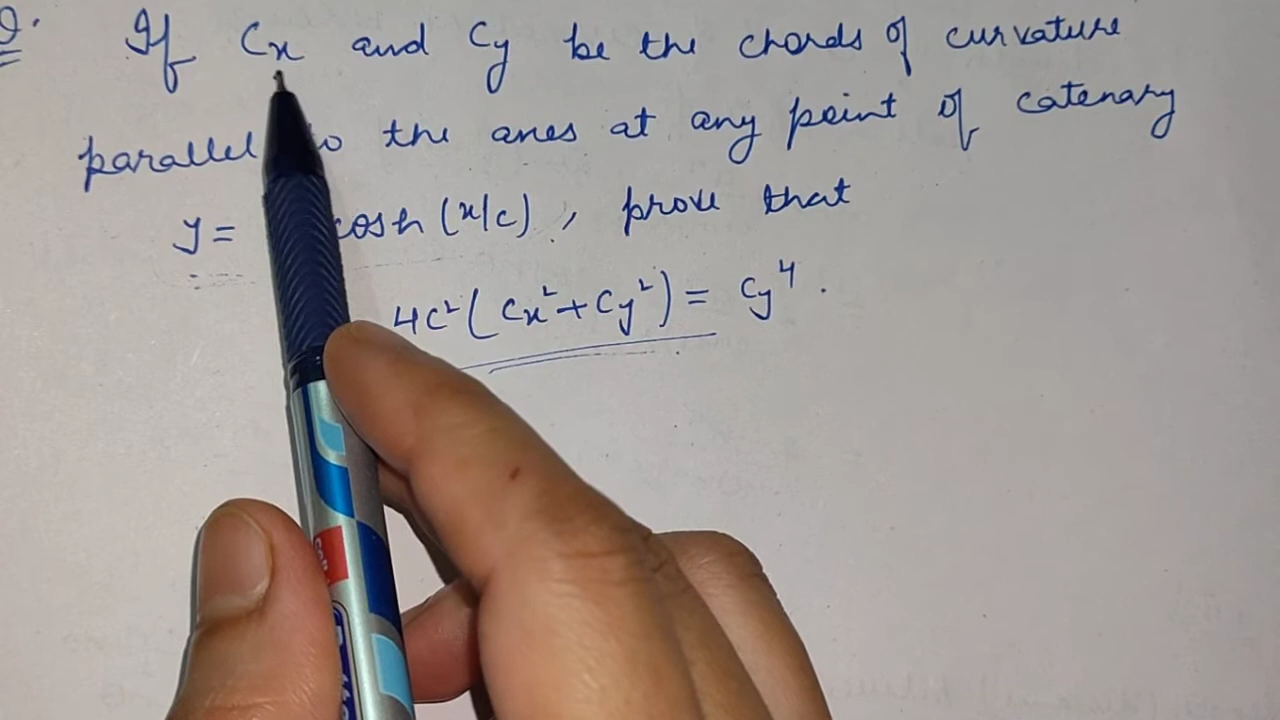 Q. If Cx and Cy be the chords of curvature
parallel to the axes at any point of catenary
y = cosh (x/c), prove that
4c²(Cx²+Cy²) = Cy⁴.